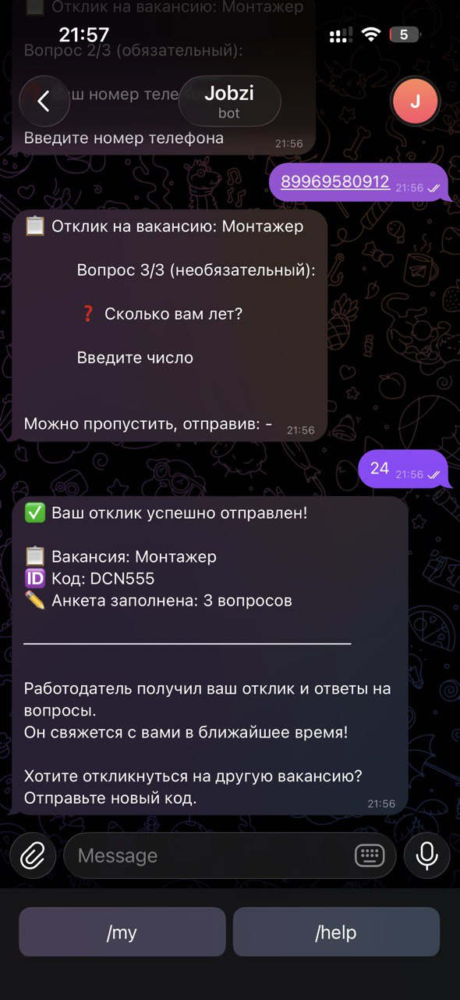 Отклик на вакансию: Монтажер
21:57
5
Вопрос 2/3 (обязательный):
Jobzi
bot
J
Ваш номер теле
Введите номер телефона
21:56
89969580912
21:56
Отклик на вакансию: Монтажер
Вопрос 3/3 (необязательный):
❓ Сколько вам лет?
Введите число
Можно пропустить, отправив: -
21:56
24
21:56
✅ Ваш отклик успешно отправлен!
📋 Вакансия: Монтажер
🆔 Код: DCN555
✏️ Анкета заполнена: 3 вопросов
Работодатель получил ваш отклик и ответы на
вопросы.
Он свяжется с вами в ближайшее время!
Хотите откликнуться на другую вакансию?
Отправьте новый код.
21:56
Message
/my
/help